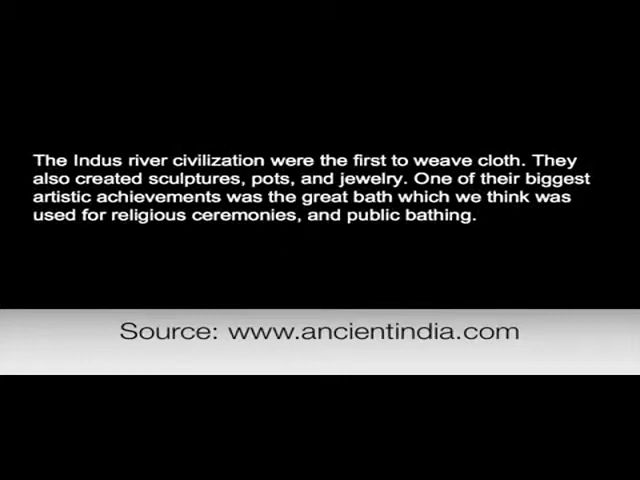 The Indus river civilization were the first to weave cloth. They
also created sculptures, pots, and jewelry. One of their biggest
artistic achievements was the great bath which we think was
used for religious ceremonies, and public bathing.
Source: www.ancientindia.com